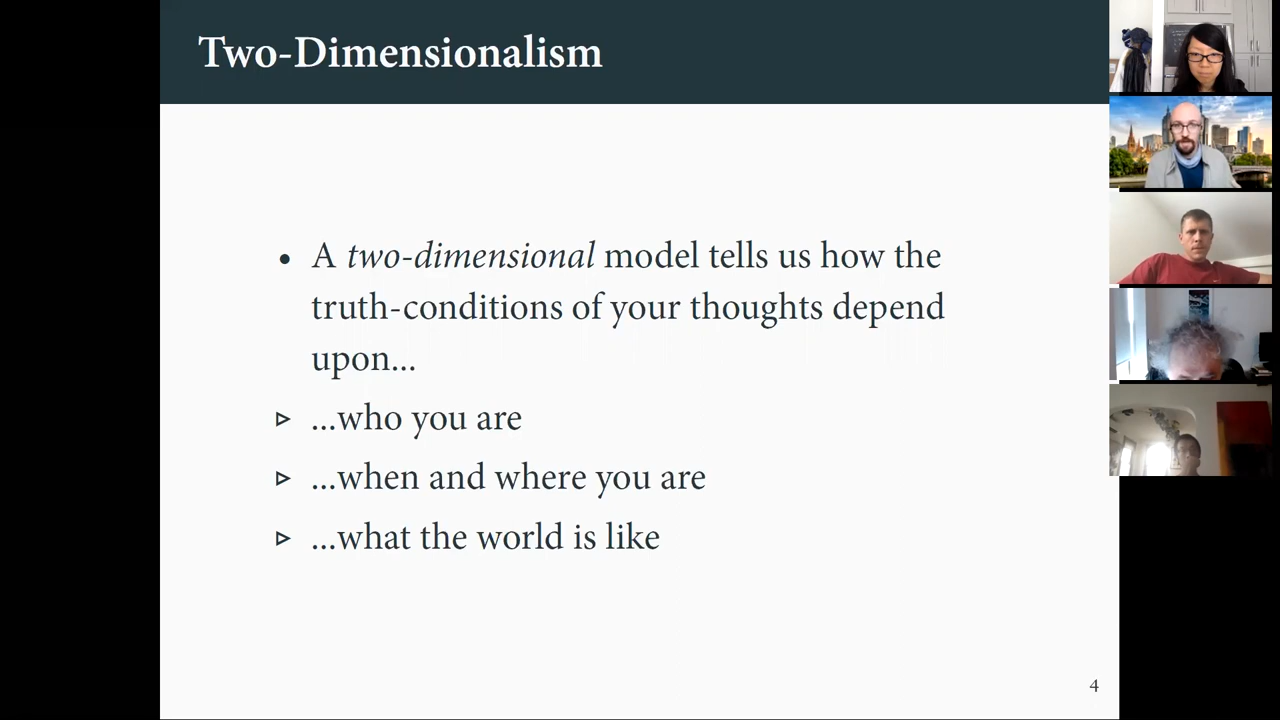 Two-Dimensionalism
• A two-dimensional model tells us how the
truth-conditions of your thoughts depend
upon...
▹ ...who you are
▹ ...when and where you are
▹ ...what the world is like
4